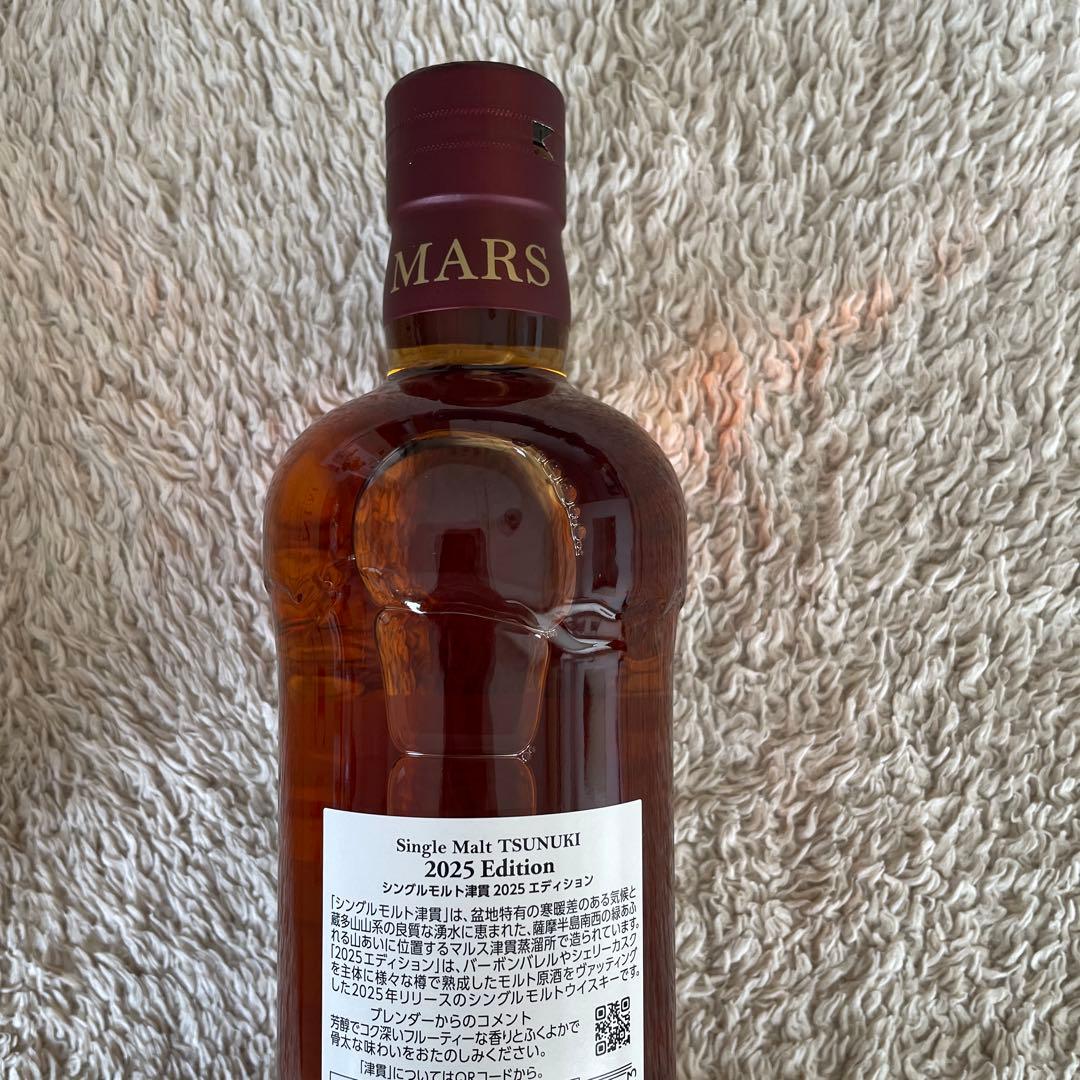 MARS
Single Malt TSUNUKI
2025 Edition
シングルモルト津貫 2025 エディション
「シングルモルト津貫」は、盆地特有の寒暖差のある気候と
蔵多山山系の良質な湧水に恵まれた、薩摩半島南西の緑あふ
れる山あいに位置するマルス津貫蒸溜所で造られています。
「2025エディション」は、バーボンバレルやシェリーカスク
を主体に様々な樽で熟成したモルト原酒をヴァッティング
した2025年リリースのシングルモルトウイスキーです。
ブレンダーからのコメント
芳醇でコク深いフルーティーな香りとふくよかで
骨太な味わいをおたのしみください。
「津貫」についてはQRコードから。